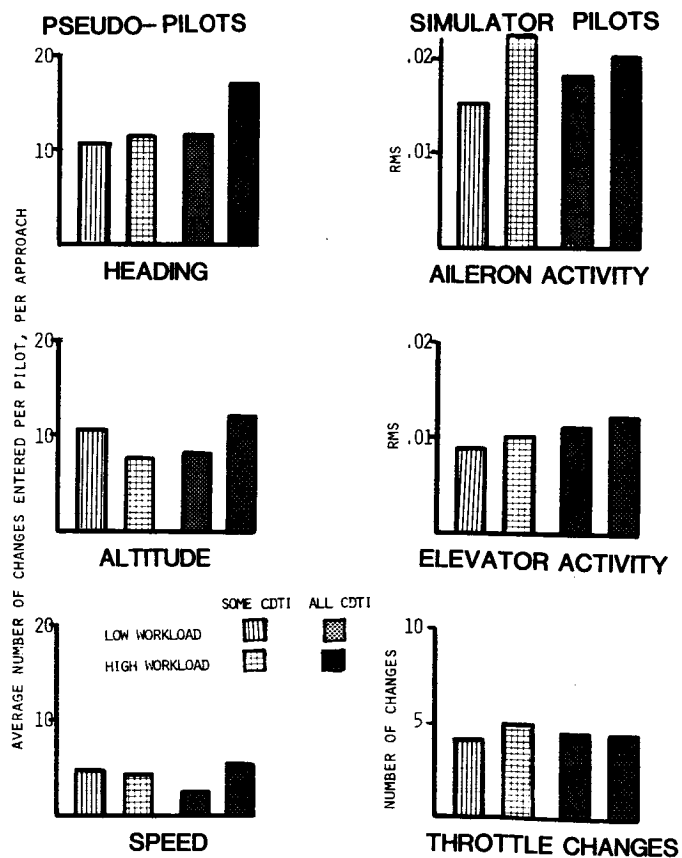 PSEUDO-PILOTS
SIMULATOR PILOTS
AVERAGE NUMBER OF CHANGES ENTERED PER PILOT, PER APPROACH
20
10
HEADING
.02
.01
RMS
AILERON ACTIVITY
20
10
ALTITUDE
.02
.01
RMS
ELEVATOR ACTIVITY
SOME CDTI ALL CDTI
LOW WORKLOAD
HIGH WORKLOAD
20
10
SPEED
10
5
0
NUMBER OF CHANGES
THROTTLE CHANGES